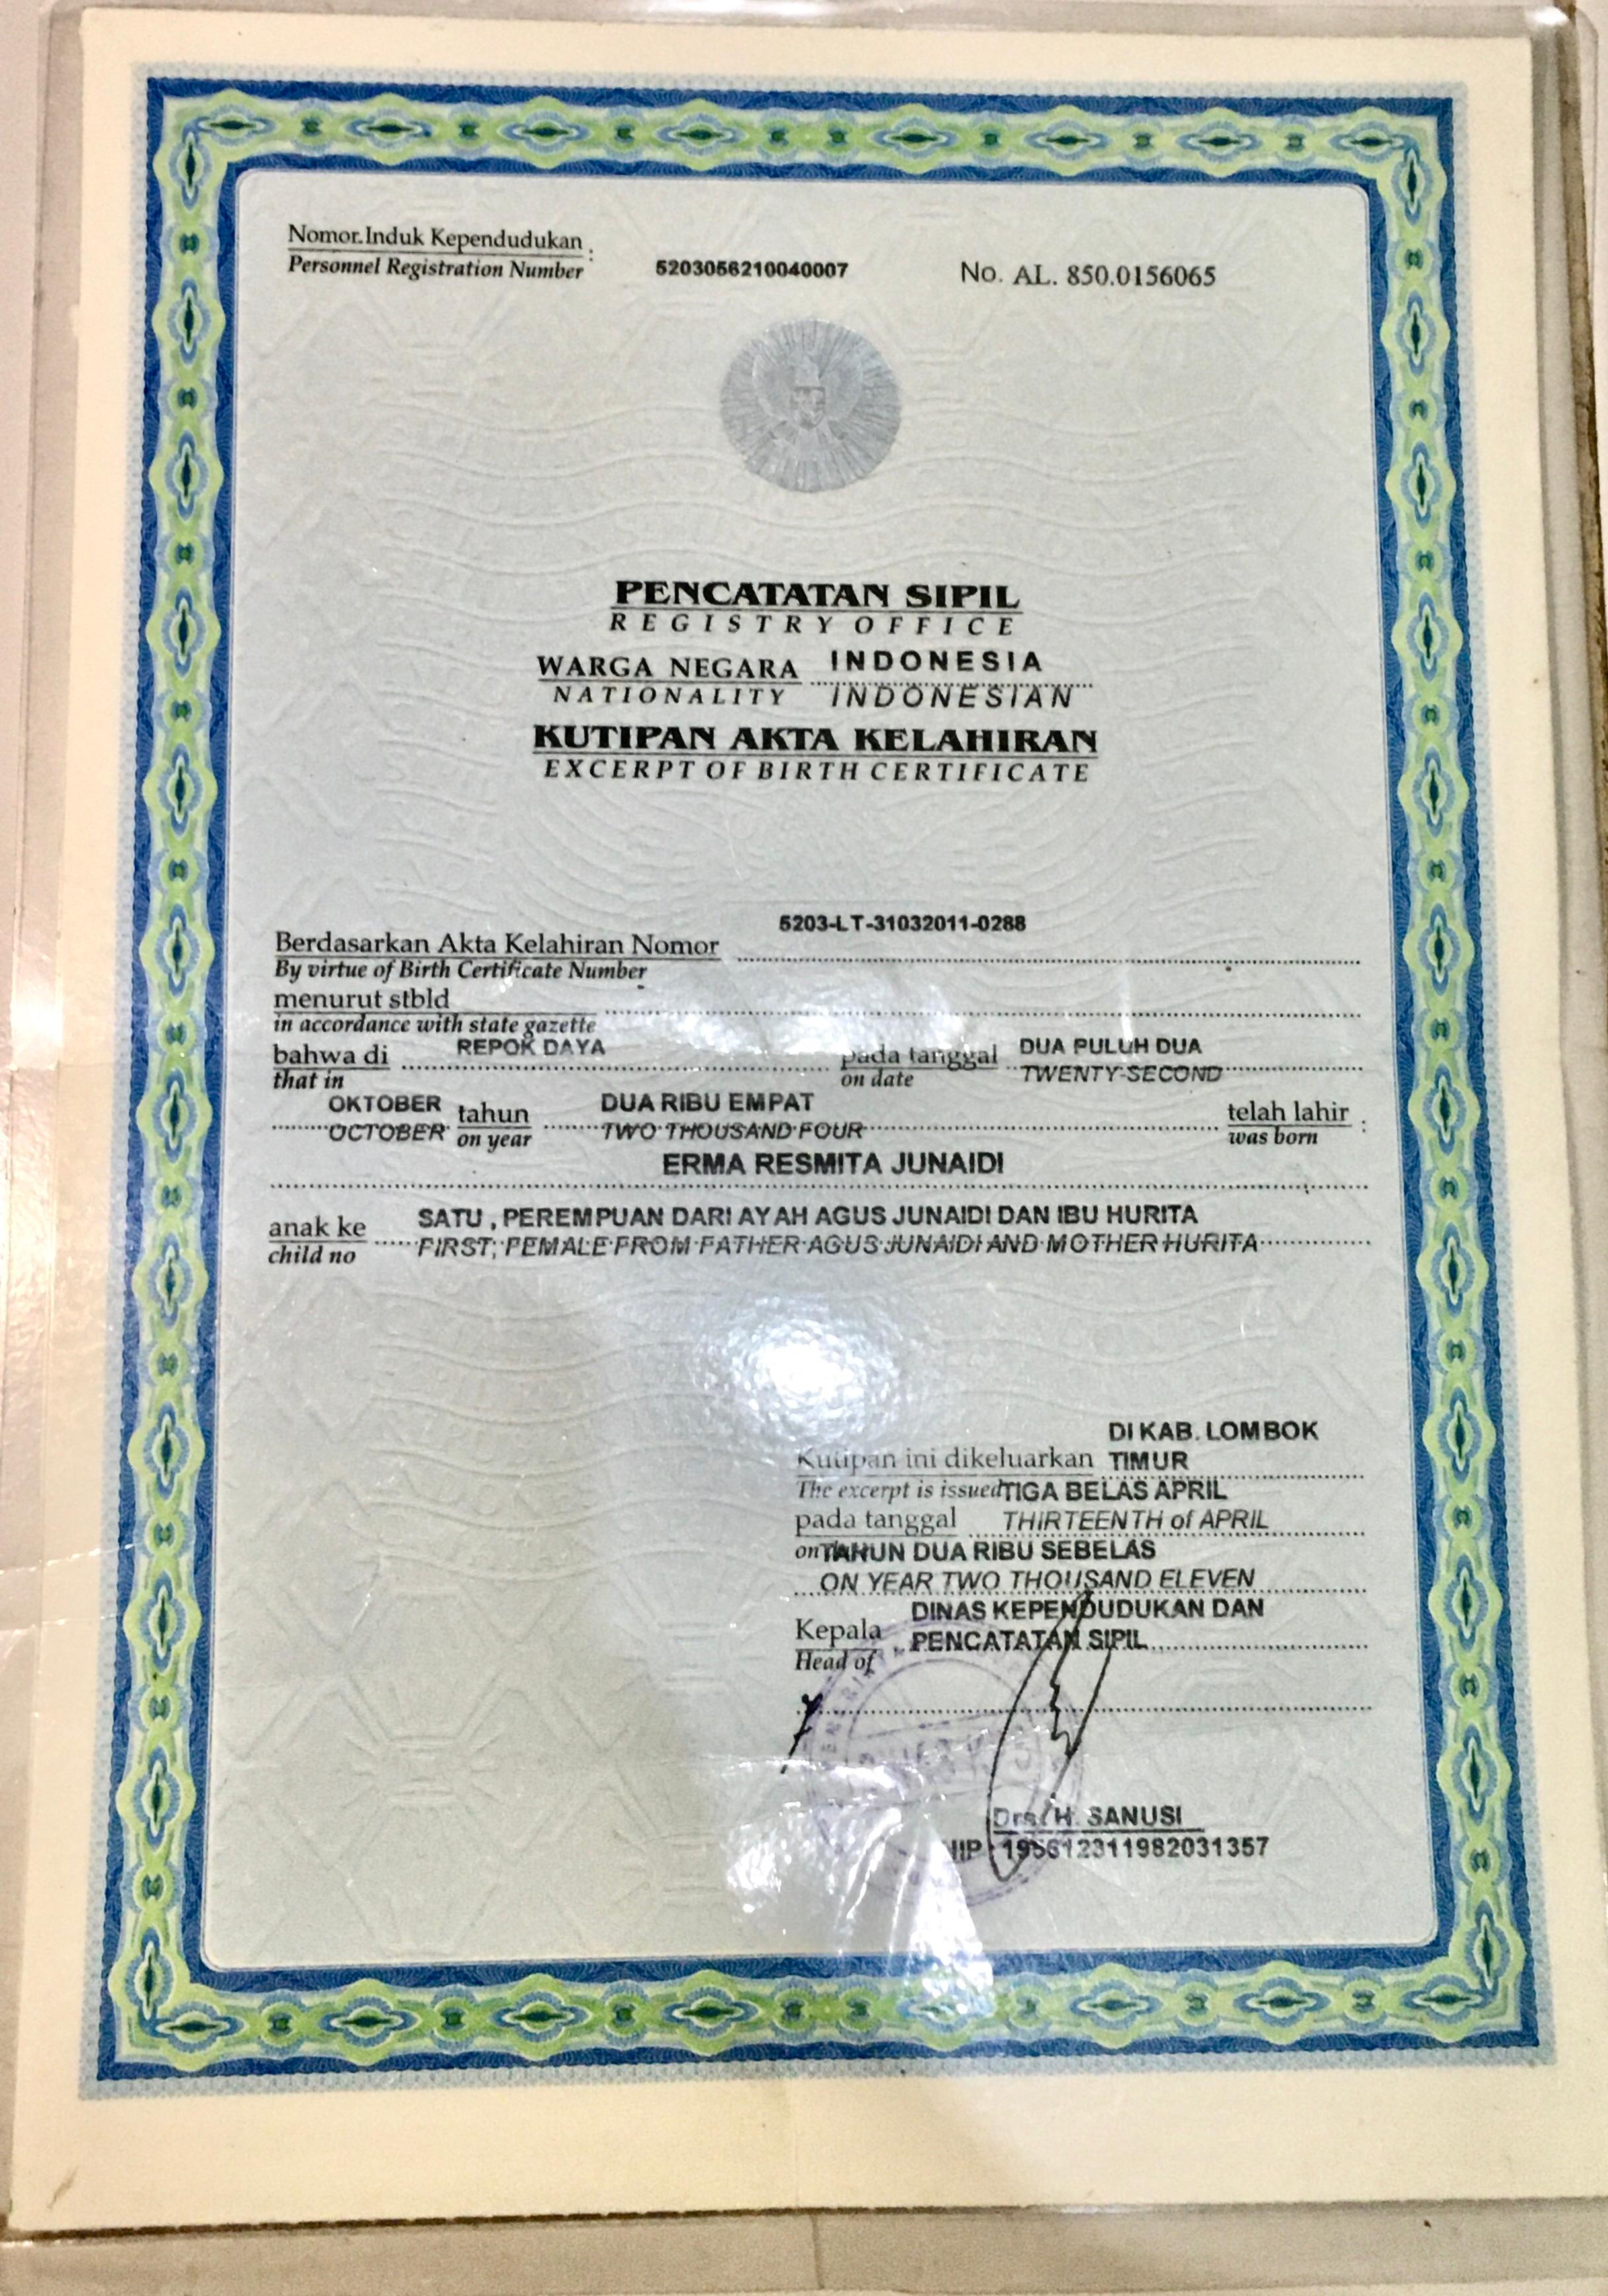 Nomor Induk Kependudukan :
Personnel Registration Number 5203056210040007 No. AL. 850.0156065
PENCATATAN SIPIL
REGISTRY OFFICE
WARGA NEGARA INDONESIA
NATIONALITY INDONESIAN
KUTIPAN AKTA KELAHIRAN
EXCERPT OF BIRTH CERTIFICATE
5203-LT-31032011-0288
Berdasarkan Akta Kelahiran Nomor
By virtue of Birth Certificate Number
menurut stbld
in accordance with state gazette
bahwa di REPOK DAYA pada tanggal DUA PULUH DUA
that in on date TWENTY-SECOND
OKTOBER tahun DUA RIBU EMPAT telah lahir :
OCTOBER on year TWO THOUSAND FOUR was born
ERMA RESMITA JUNAIDI
anak ke SATU , PEREMPUAN DARI AYAH AGUS JUNAIDI DAN IBU HURITA
child no FIRST, FEMALE FROM FATHER AGUS JUNAIDI AND MOTHER HURITA
DI KAB. LOMBOK
Kutipan ini dikeluarkan TIMUR
The excerpt is issued TIGA BELAS APRIL
pada tanggal THIRTEENTH of APRIL
on TAHUN DUA RIBU SEBELAS
ON YEAR TWO THOUSAND ELEVEN
DINAS KEPENDUDUKAN DAN
Kepala PENCATATAN SIPIL
Head of
Drs. H. SANUSI
NIP : 195612311982031357